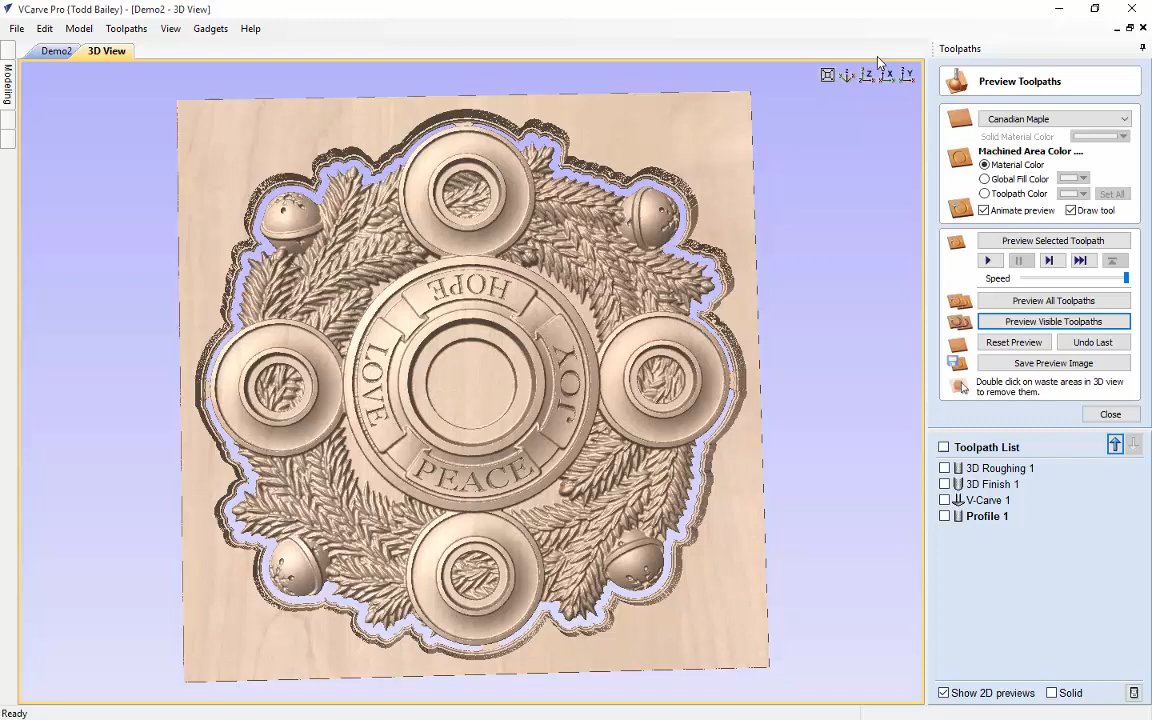 VCarve Pro {Todd Bailey} - [Demo2 - 3D View]
File Edit Model Toolpaths View Gadgets Help
Demo2 3D View
Modeling
Toolpaths
Preview Toolpaths
Canadian Maple
Solid Material Color
Machined Area Color ....
Material Color
Global Fill Color
Toolpath Color Set All
Animate preview Draw tool
Preview Selected Toolpath
Speed
Preview All Toolpaths
Preview Visible Toolpaths
Reset Preview Undo Last
Save Preview Image
Double click on waste areas in 3D view
to remove them.
Close
Toolpath List
3D Roughing 1
3D Finish 1
V-Carve 1
Profile 1
Show 2D previews Solid
Ready
HOPE
JOY
LOVE
PEACE
Z X Y